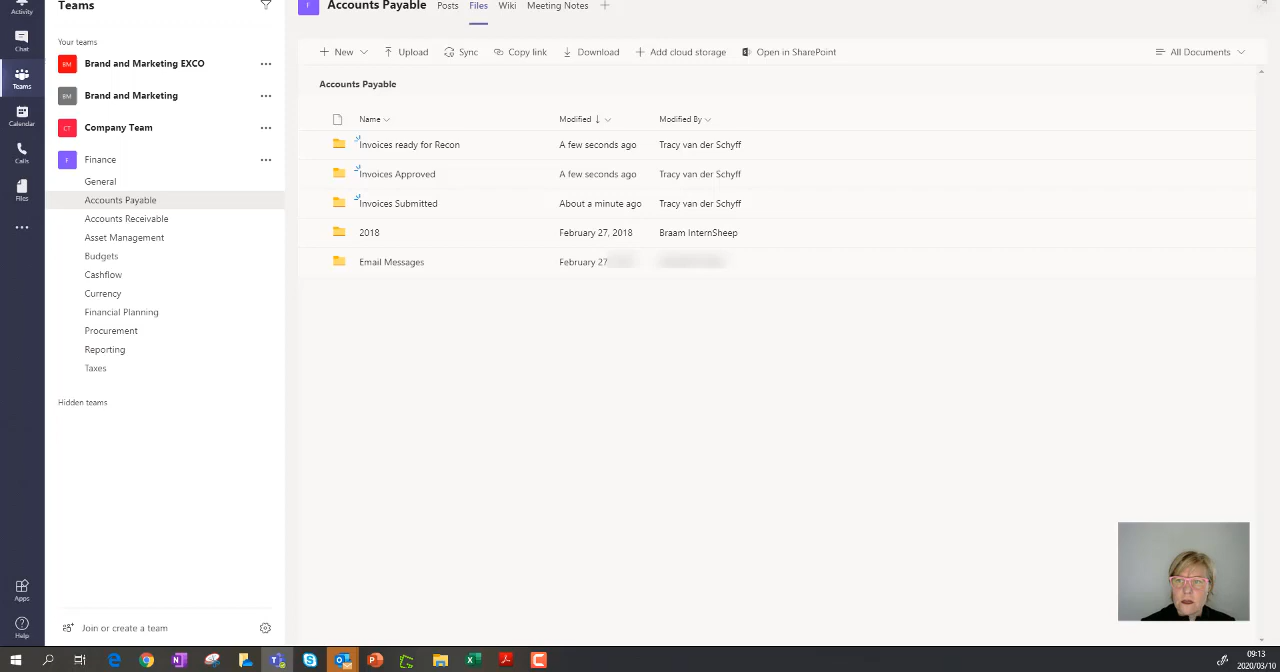 Activity
Chat
Teams
Calendar
Calls
Files
Apps
Help
Teams
Your teams
BM Brand and Marketing EXCO
BM Brand and Marketing
CT Company Team
F Finance
General
Accounts Payable
Accounts Receivable
Asset Management
Budgets
Cashflow
Currency
Financial Planning
Procurement
Reporting
Taxes
Hidden teams
Join or create a team
F Accounts Payable Posts Files Wiki Meeting Notes
New Upload Sync Copy link Download Add cloud storage Open in SharePoint All Documents
Accounts Payable
Name Modified Modified By
Invoices ready for Recon A few seconds ago Tracy van der Schyff
Invoices Approved A few seconds ago Tracy van der Schyff
Invoices Submitted About a minute ago Tracy van der Schyff
2018 February 27, 2018 Braam InternSheep
Email Messages February 27
09:13
2020/03/10